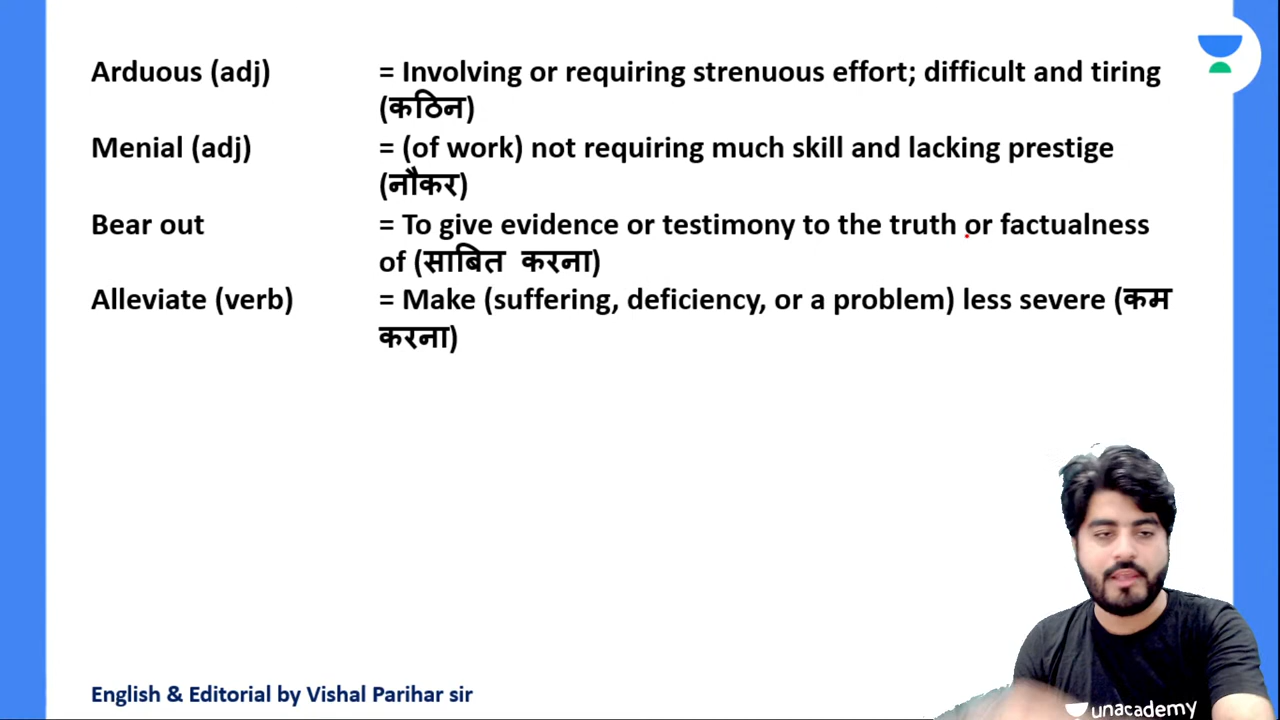 Arduous (adj) = Involving or requiring strenuous effort; difficult and tiring
(कठिन)
Menial (adj) = (of work) not requiring much skill and lacking prestige
(नौकर)
Bear out = To give evidence or testimony to the truth or factualness
of (साबित करना)
Alleviate (verb) = Make (suffering, deficiency, or a problem) less severe (कम
करना)
English & Editorial by Vishal Parihar sir
unacademy